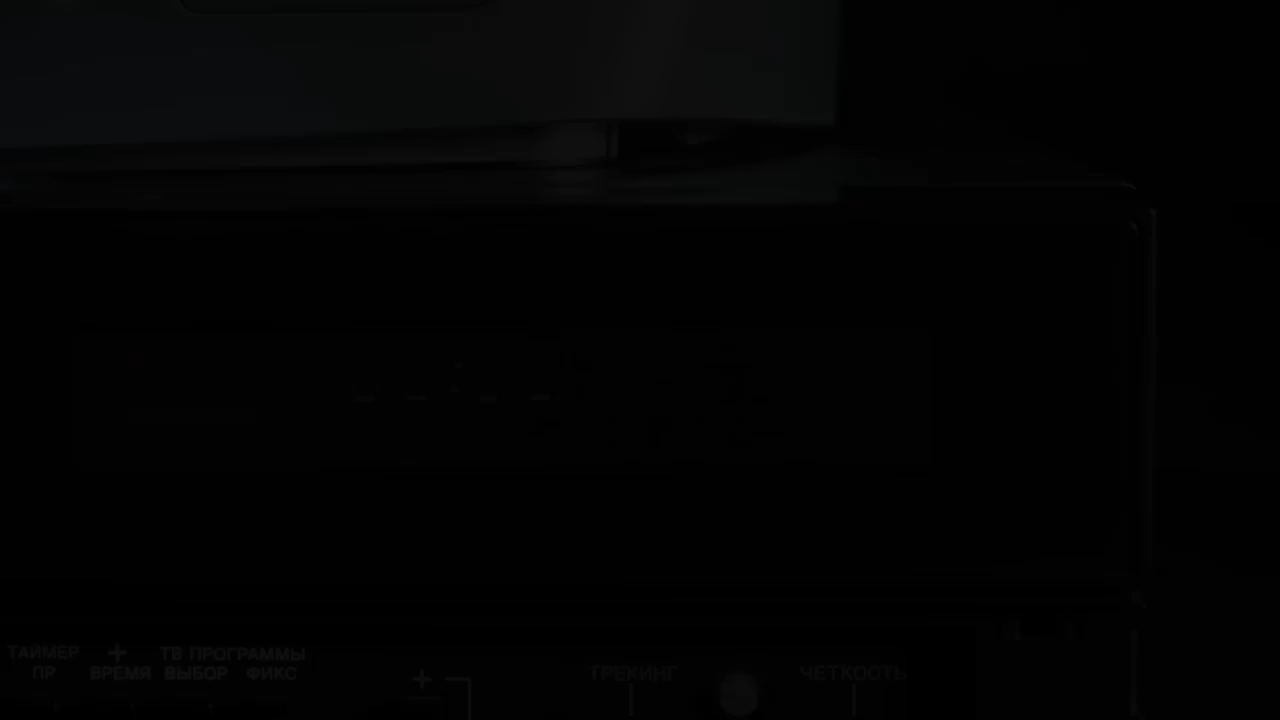 ТАЙМЕР + ТВ ПРОГРАММЫ
ПР ВРЕМЯ ВЫБОР ФИКС
+
ТРЕКИНГ ЧЕТКОСТЬ